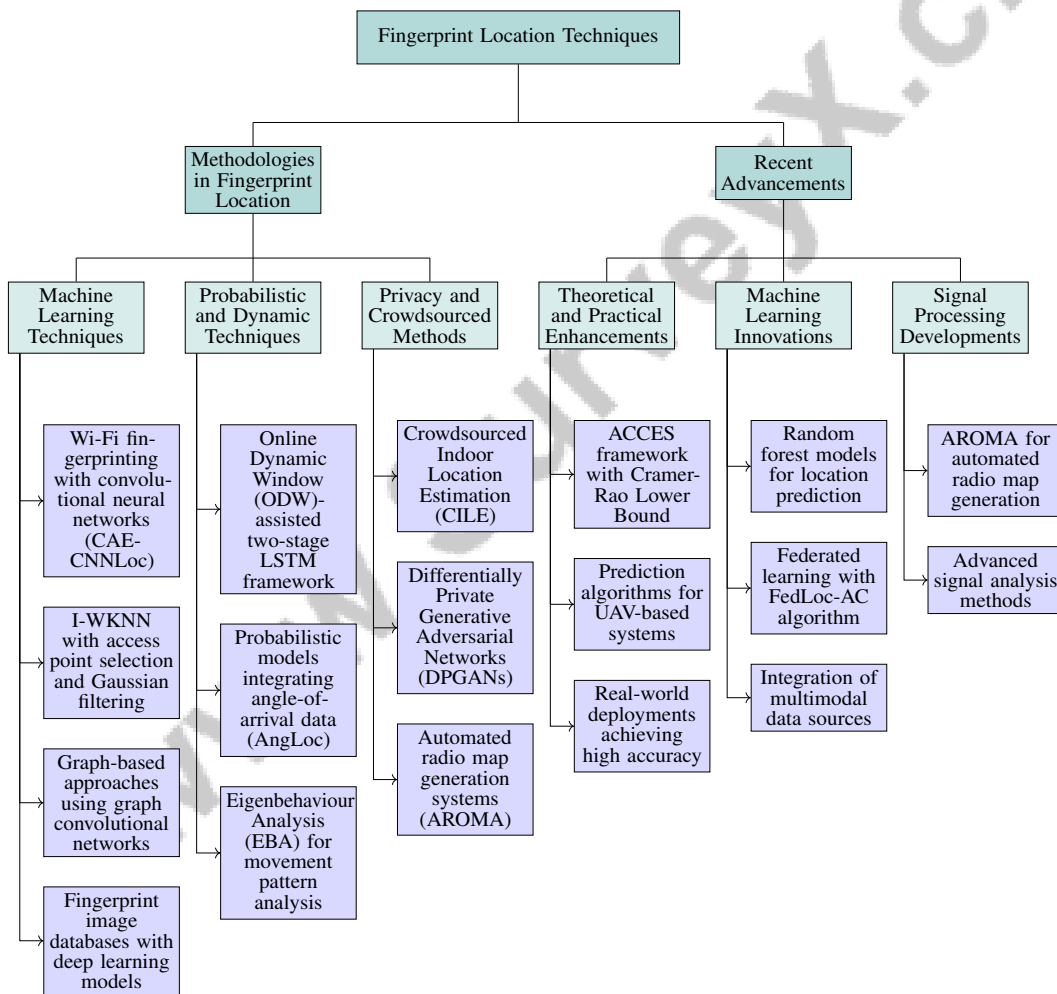 Fingerprint Location Techniques
Methodologies
in Fingerprint
Location
Recent
Advancements
Machine
Learning
Techniques
Probabilistic
and Dynamic
Techniques
Privacy and
Crowdsourced
Methods
Theoretical
and Practical
Enhancements
Machine
Learning
Innovations
Signal
Processing
Developments
Wi-Fi fin-
gerprinting
with convolu-
tional neural
networks
(CAE-
CNNLoc)
I-WKNN
with access
point selection
and Gaussian
filtering
Graph-based
approaches
using graph
convolutional
networks
Fingerprint
image
databases with
deep learning
models
Online
Dynamic
Window
(ODW)-
assisted
two-stage
LSTM
framework
Probabilistic
models
integrating
angle-of-
arrival data
(AngLoc)
Eigenbehaviour
Analysis
(EBA) for
movement
pattern
analysis
Crowdsourced
Indoor
Location
Estimation
(CILE)
Differentially
Private
Generative
Adversarial
Networks
(DPGANs)
Automated
radio map
generation
systems
(AROMA)
ACCES
framework
with Cramer-
Rao Lower
Bound
Prediction
algorithms for
UAV-based
systems
Real-world
deployments
achieving
high accuracy
Random
forest models
for location
prediction
Federated
learning with
FedLoc-AC
algorithm
Integration of
multimodal
data sources
AROMA for
automated
radio map
generation
Advanced
signal analysis
methods